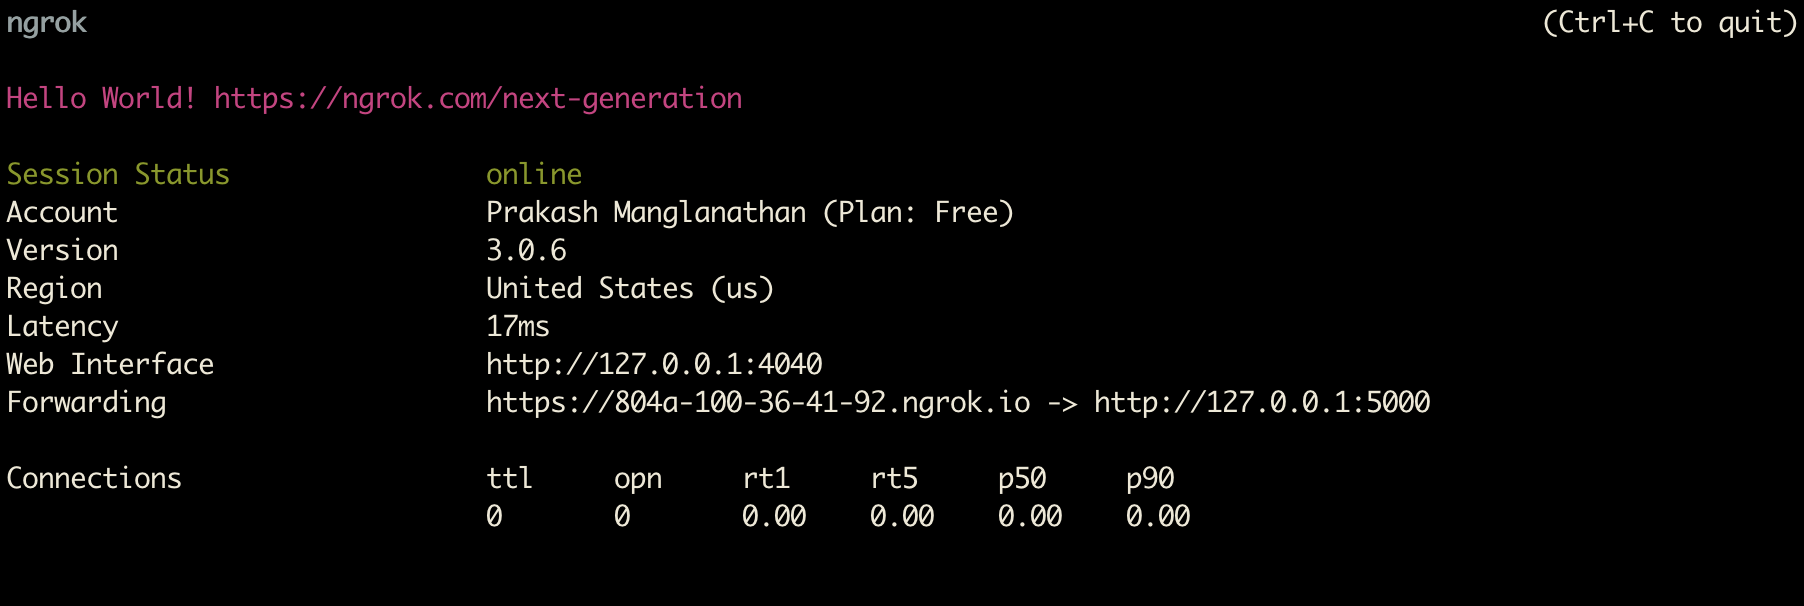 ngrok (Ctrl+C to quit)
Hello World! https://ngrok.com/next-generation
Session Status online
Account Prakash Manglanathan (Plan: Free)
Version 3.0.6
Region United States (us)
Latency 17ms
Web Interface http://127.0.0.1:4040
Forwarding https://804a-100-36-41-92.ngrok.io -> http://127.0.0.1:5000
Connections ttl opn rt1 rt5 p50 p90
0 0 0.00 0.00 0.00 0.00